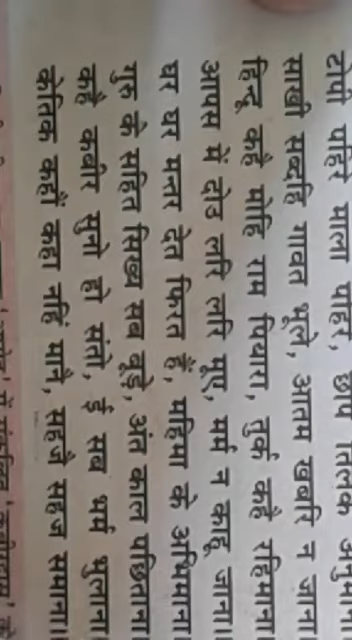 टोपी पहिरे माला पहिरे, छाप तिलक अनुमाना
साखी सब्दहि गावत भूले, आतम खबरि न जाना
हिन्दू कहै मोहि राम पियारा, तुर्क कहै रहिमाना
आपस में दोउ लरि लरि मूए, मर्म न काहू जाना।
घर घर मन्तर देत फिरत हैं, महिमा के अभिमाना
गुरु के सहित सिख्य सब बूड़े, अंत काल पछिताना।
कहै कबीर सुनो हो संतो, ई सब भर्म भुलाना
केतिक कहौं कहा नहिं माने, सहजै सहज समाना।